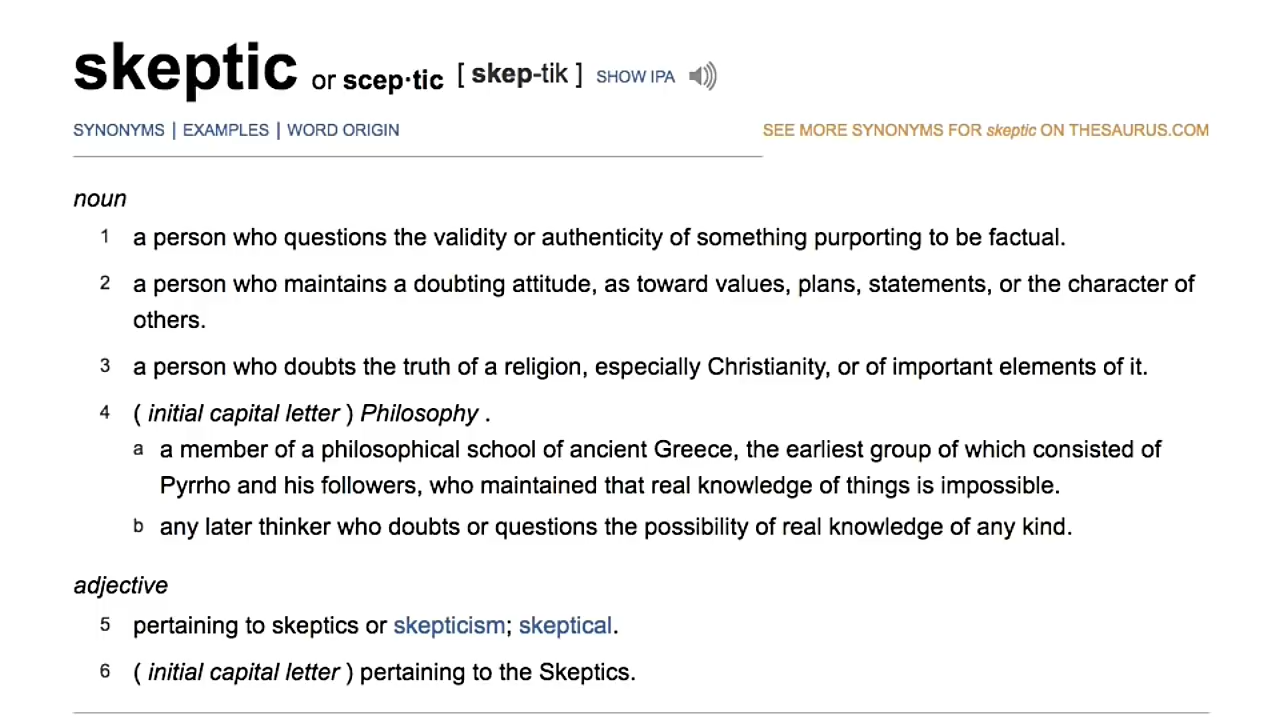 skeptic or scep·tic [ skep-tik ] SHOW IPA
SYNONYMS | EXAMPLES | WORD ORIGIN SEE MORE SYNONYMS FOR skeptic ON THESAURUS.COM
noun
1 a person who questions the validity or authenticity of something purporting to be factual.
2 a person who maintains a doubting attitude, as toward values, plans, statements, or the character of
others.
3 a person who doubts the truth of a religion, especially Christianity, or of important elements of it.
4 ( initial capital letter ) Philosophy .
a a member of a philosophical school of ancient Greece, the earliest group of which consisted of
Pyrrho and his followers, who maintained that real knowledge of things is impossible.
b any later thinker who doubts or questions the possibility of real knowledge of any kind.
adjective
5 pertaining to skeptics or skepticism; skeptical.
6 ( initial capital letter ) pertaining to the Skeptics.